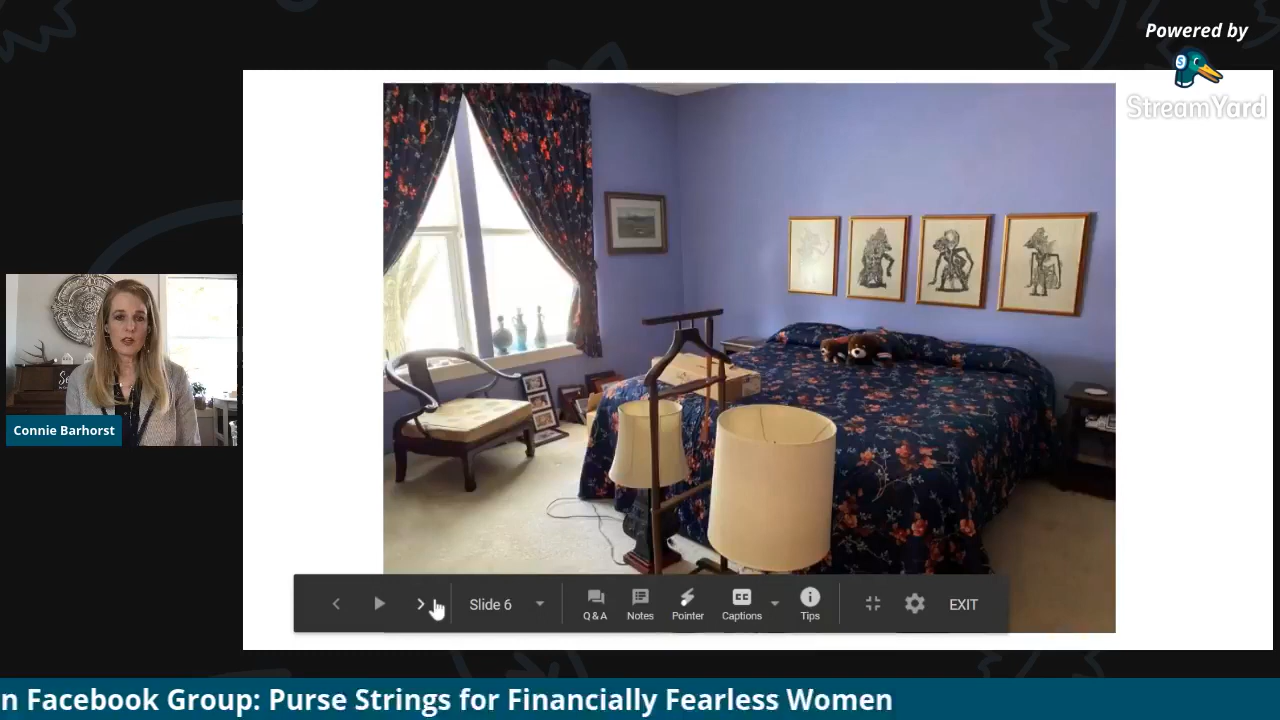 Powered by
StreamYard
Connie Barhorst
Slide 6
Q & A
Notes
Pointer
Captions
Tips
EXIT
n Facebook Group: Purse Strings for Financially Fearless Women